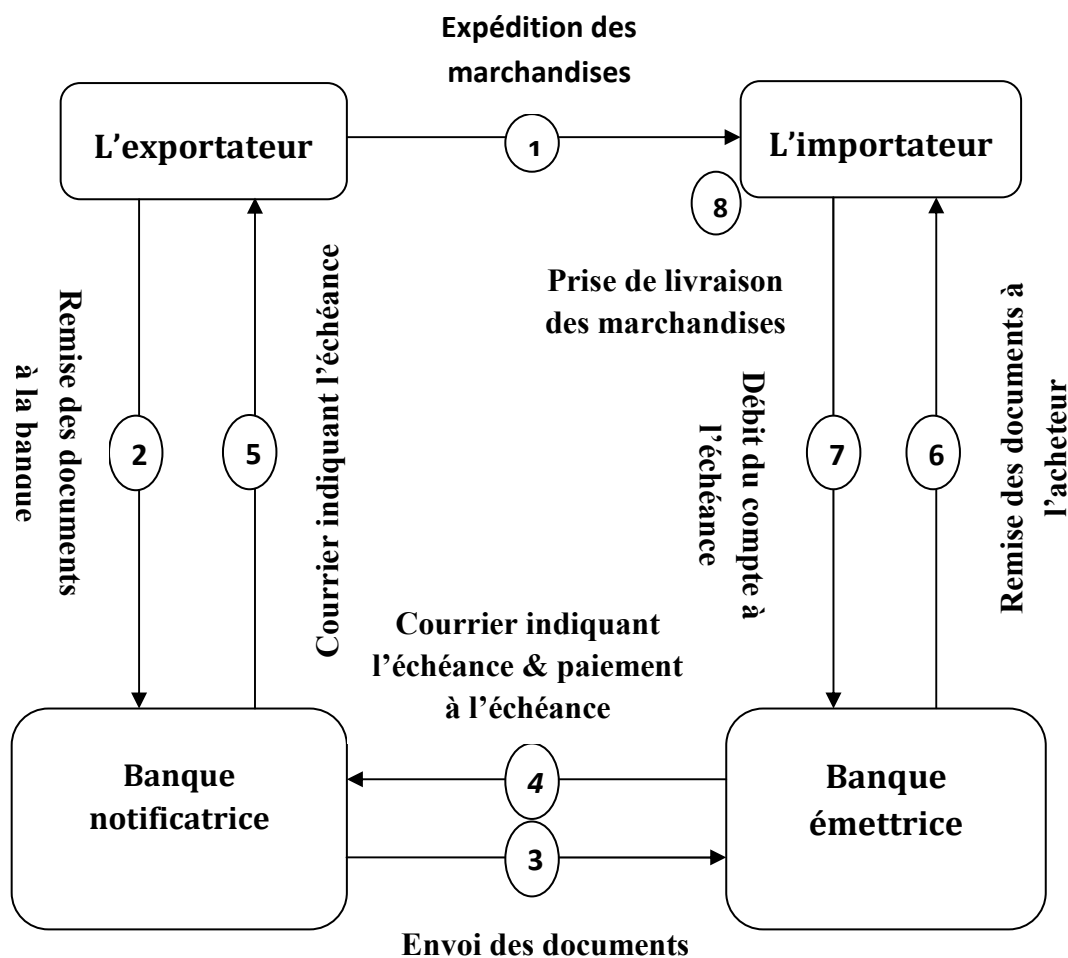 Expédition des
marchandises
L’exportateur
1
L’importateur
8
Prise de livraison
des marchandises
Remise des documents
à la banque
2
5
Courrier indiquant l’échéance
Débit du compte à
l’échéance
7
6
Remise des documents à
l’acheteur
Courrier indiquant
l’échéance & paiement
à l’échéance
Banque
notificatrice
4
3
Banque
émettrice
Envoi des documents